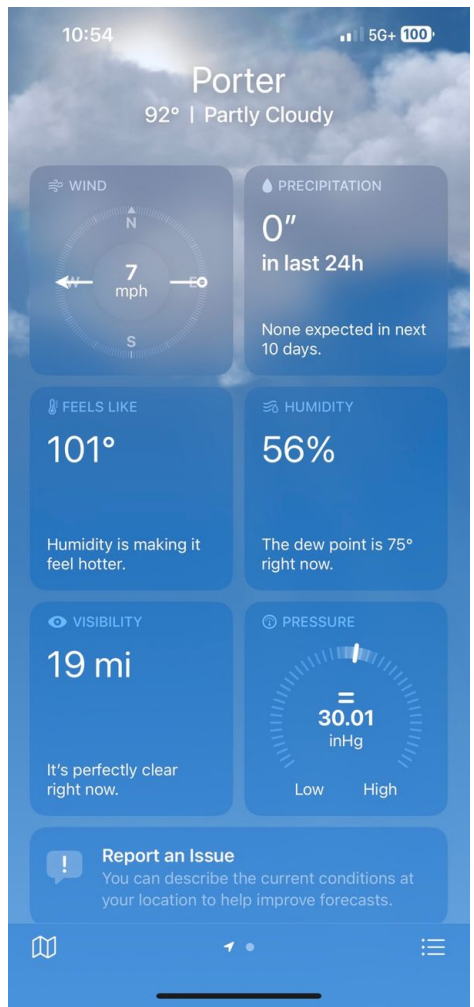 10:54
5G+ 100
Porter
92° | Partly Cloudy
WIND
N
W
7
mph
E
S
PRECIPITATION
0”
in last 24h
None expected in next
10 days.
FEELS LIKE
101°
Humidity is making it
feel hotter.
HUMIDITY
56%
The dew point is 75°
right now.
VISIBILITY
19 mi
It’s perfectly clear
right now.
PRESSURE
=
30.01
inHg
Low High
!
Report an Issue
You can describe the current conditions at
your location to help improve forecasts.